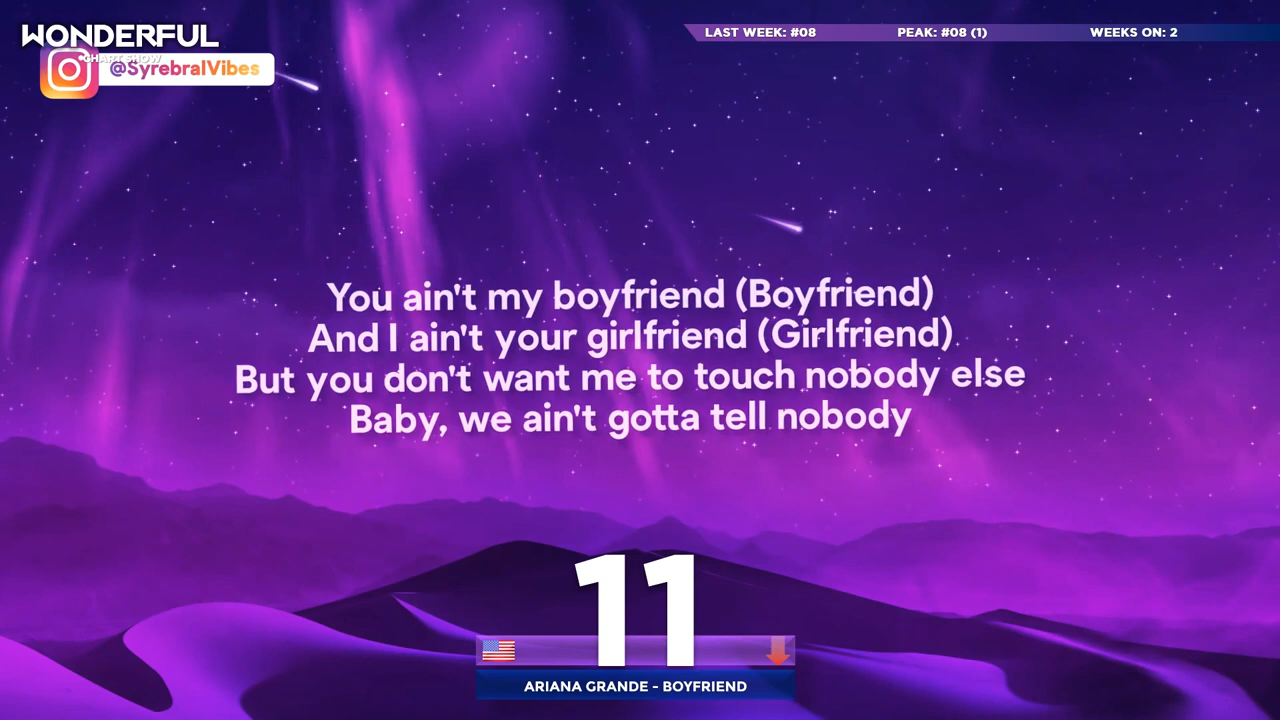 WONDERFUL
CHART SHOW
@SyrebralVibes
LAST WEEK: #08
PEAK: #08 (1)
WEEKS ON: 2
You ain't my boyfriend (Boyfriend)
And I ain't your girlfriend (Girlfriend)
But you don't want me to touch nobody else
Baby, we ain't gotta tell nobody
11
ARIANA GRANDE - BOYFRIEND